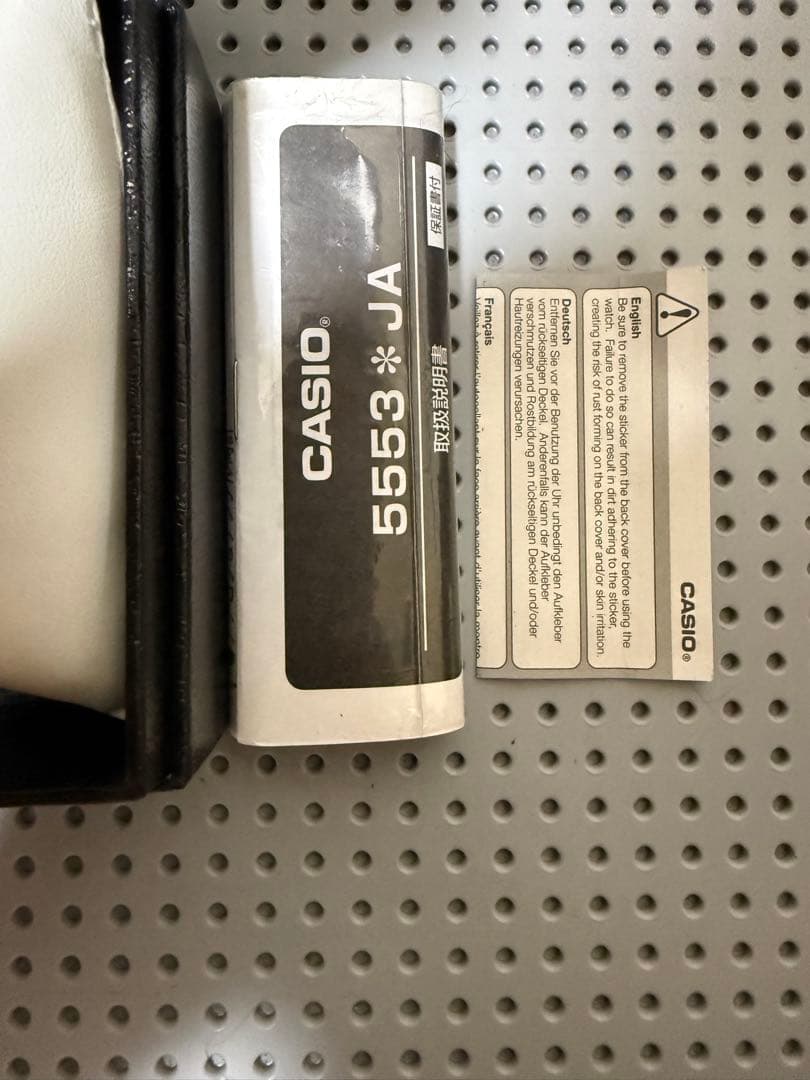 CASIO®
5553*JA
取扱説明書
保証書付
CASIO®
English
Be sure to remove the sticker from the back cover before using the
watch. Failure to do so can result in dirt adhering to the sticker,
creating the risk of rust forming on the back cover and/or skin irritation.
Deutsch
Entfernen Sie vor der Benutzung der Uhr unbedingt den Aufkleber
vom rückseitigen Deckel. Anderenfalls kann der Aufkleber
verschmutzen und Rostbildung am rückseitigen Deckel und/oder
Hautreizungen verursachen.
Français